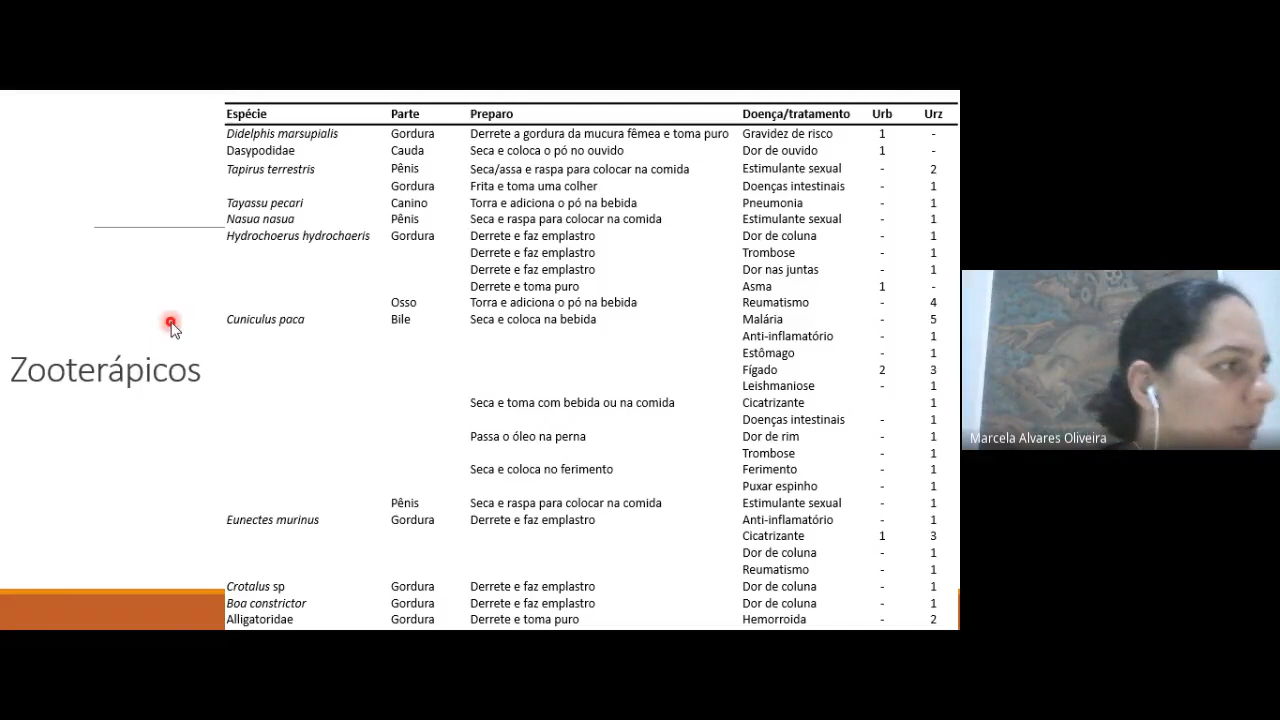 Espécie Parte Preparo Doença/tratamento Urb Urz
Didelphis marsupialis Gordura Derrete a gordura da mucura fêmea e toma puro Gravidez de risco 1 -
Dasypodidae Cauda Seca e coloca o pó no ouvido Dor de ouvido 1 -
Tapirus terrestris Pênis Seca/assa e raspa para colocar na comida Estimulante sexual - 2
Gordura Frita e toma uma colher Doenças intestinais - 1
Tayassu pecari Canino Torra e adiciona o pó na bebida Pneumonia - 1
Nasua nasua Pênis Seca e raspa para colocar na comida Estimulante sexual - 1
Hydrochoerus hydrochaeris Gordura Derrete e faz emplastro Dor de coluna - 1
Derrete e faz emplastro Trombose - 1
Derrete e faz emplastro Dor nas juntas - 1
Derrete e toma puro Asma 1 -
Osso Torra e adiciona o pó na bebida Reumatismo - 4
Cuniculus paca Bile Seca e coloca na bebida Malária - 5
Anti-inflamatório - 1
Estômago - 1
Fígado 2 3
Leishmaniose - 1
Seca e toma com bebida ou na comida Cicatrizante 1
Doenças intestinais - 1
Passa o óleo na perna Dor de rim - 1
Trombose - 1
Seca e coloca no ferimento Ferimento - 1
Puxar espinho - 1
Pênis Seca e raspa para colocar na comida Estimulante sexual - 1
Eunectes murinus Gordura Derrete e faz emplastro Anti-inflamatório - 1
Cicatrizante 1 3
Dor de coluna - 1
Reumatismo - 1
Crotalus sp Gordura Derrete e faz emplastro Dor de coluna - 1
Boa constrictor Gordura Derrete e faz emplastro Dor de coluna - 1
Alligatoridae Gordura Derrete e toma puro Hemorroida - 2
Zooterápicos
Marcela Alvares Oliveira